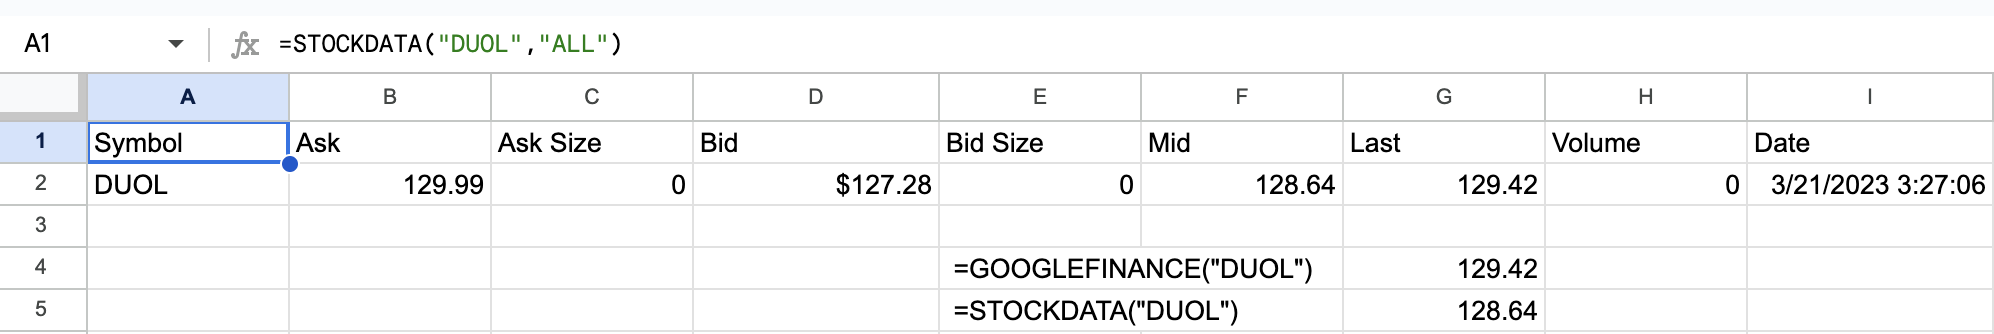 A1 fx =STOCKDATA("DUOL","ALL")
A B C D E F G H I
1 Symbol Ask Ask Size Bid Bid Size Mid Last Volume Date
2 DUOL 129.99 0 $127.28 0 128.64 129.42 0 3/21/2023 3:27:06
3
4 =GOOGLEFINANCE("DUOL") 129.42
5 =STOCKDATA("DUOL") 128.64